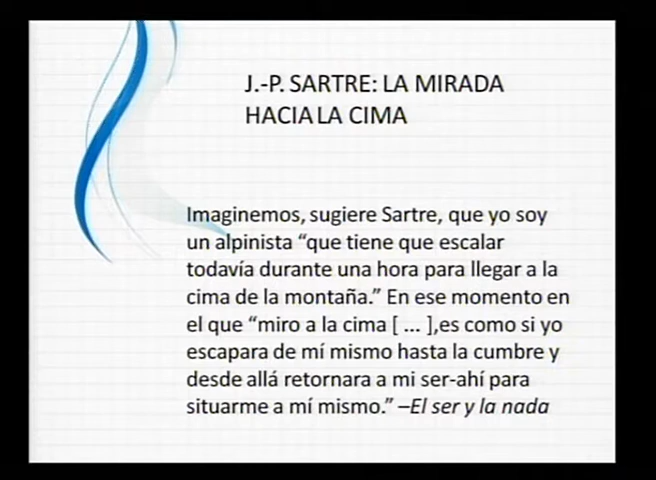 J.-P. SARTRE: LA MIRADA
HACIA LA CIMA
Imaginemos, sugiere Sartre, que yo soy
un alpinista “que tiene que escalar
todavía durante una hora para llegar a la
cima de la montaña.” En ese momento en
el que “miro a la cima [ ... ],es como si yo
escapara de mí mismo hasta la cumbre y
desde allá retornara a mi ser-ahí para
situarme a mí mismo.” –El ser y la nada